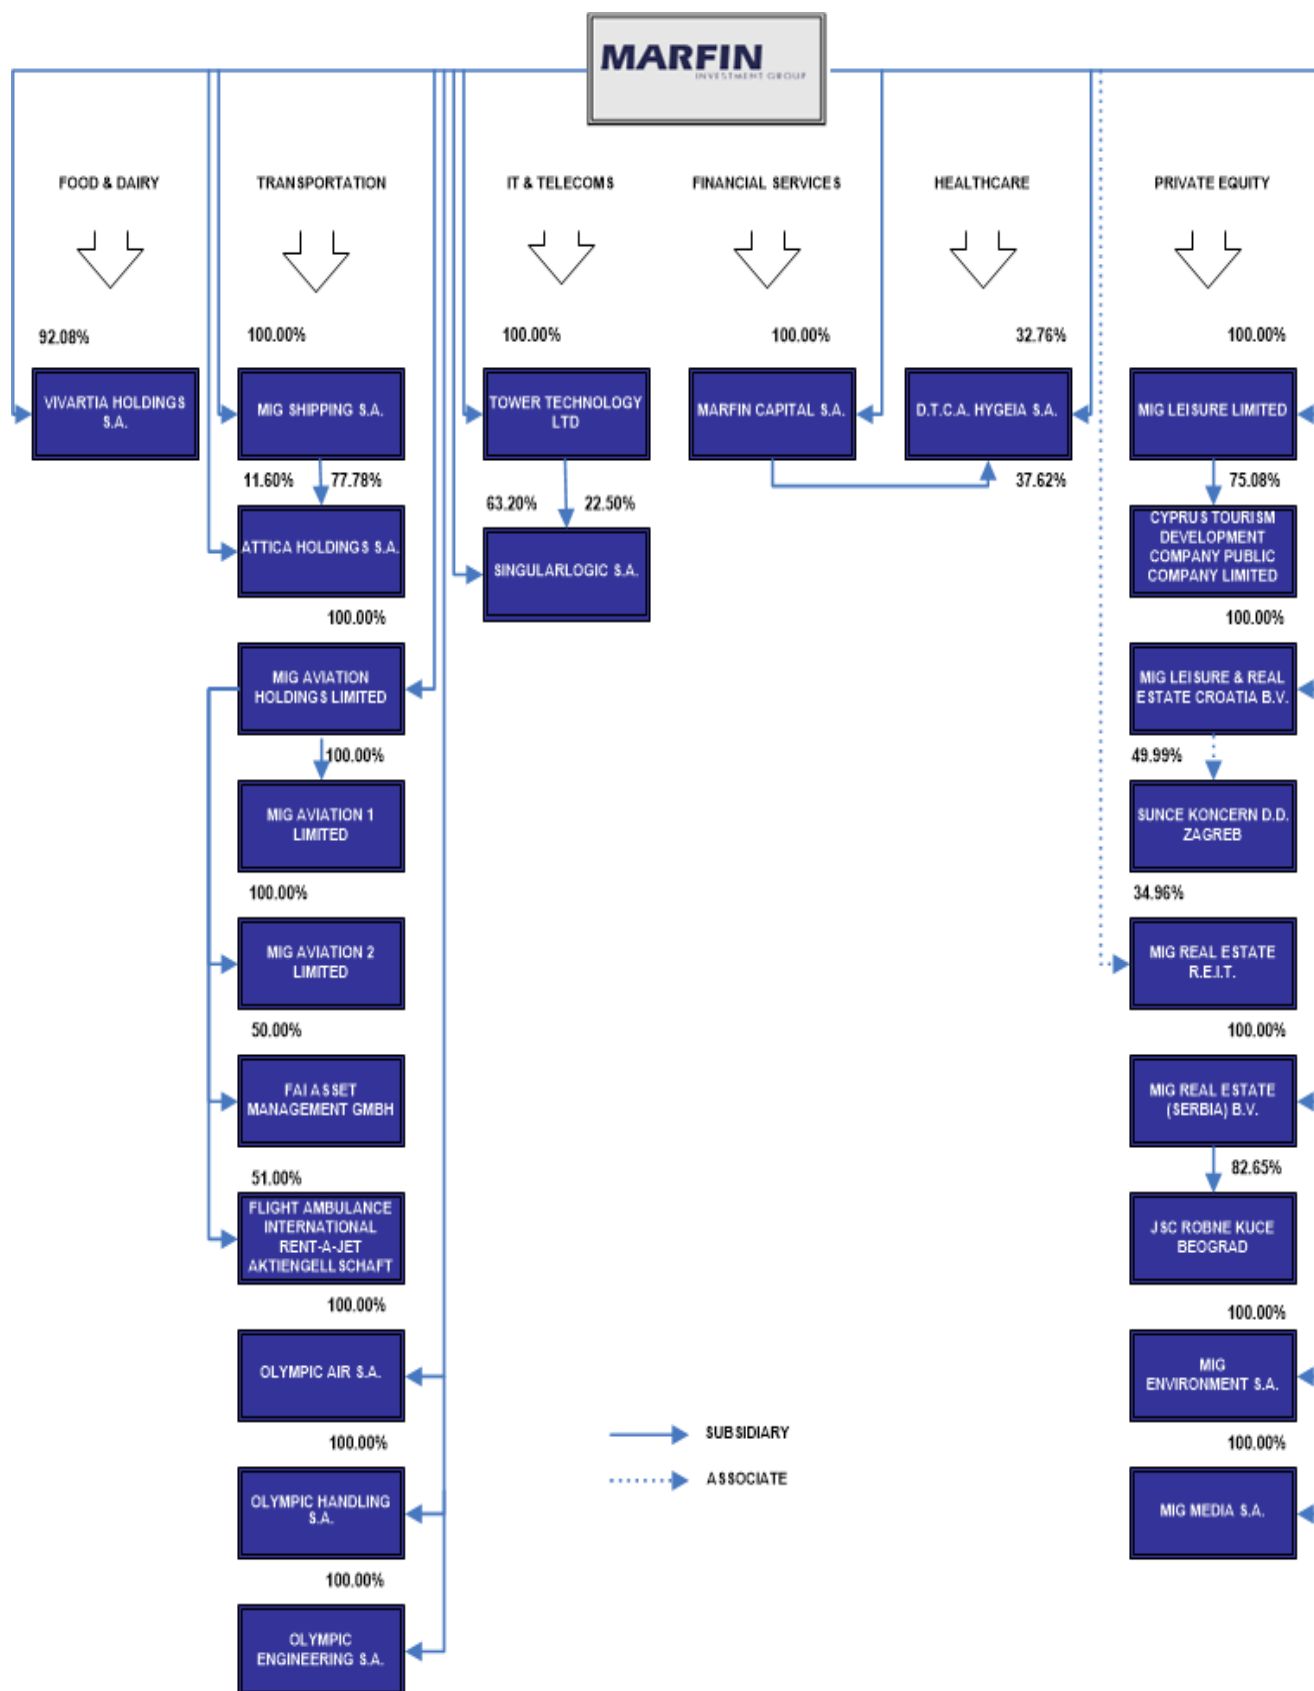 MARFIN
INVESTMENT GROUP
FOOD & DAIRY
TRANSPORTATION
IT & TELECOMS
FINANCIAL SERVICES
HEALTHCARE
PRIVATE EQUITY
92.08%
100.00%
100.00%
100.00%
32.76%
100.00%
VIVARTIA HOLDINGS
S.A.
MIG SHIPPING S.A.
TOWER TECHNOLOGY
LTD
MARFIN CAPITAL S.A.
D.T.C.A. HYGEIA S.A.
MIG LEISURE LIMITED
11.60%
77.78%
63.20%
22.50%
37.62%
75.08%
ATTICA HOLDINGS S.A.
SINGULARLOGIC S.A.
CYPRUS TOURISM
DEVELOPMENT
COMPANY PUBLIC
COMPANY LIMITED
100.00%
100.00%
MIG AVIATION
HOLDINGS LIMITED
MIG LEISURE & REAL
ESTATE CROATIA B.V.
100.00%
49.99%
MIG AVIATION 1
LIMITED
SUNCE KONCERN D.D.
ZAGREB
100.00%
34.96%
MIG AVIATION 2
LIMITED
MIG REAL ESTATE
R.E.I.T.
50.00%
100.00%
FAI ASSET
MANAGEMENT GMBH
MIG REAL ESTATE
(SERBIA) B.V.
51.00%
82.65%
FLIGHT AMBULANCE
INTERNATIONAL
RENT-A-JET
AKTIENGELLSCHAFT
JSC ROBNE KUCE
BEOGRAD
100.00%
100.00%
OLYMPIC AIR S.A.
MIG
ENVIRONMENT S.A.
SUBSIDIARY
100.00%
100.00%
ASSOCIATE
OLYMPIC HANDLING
S.A.
MIG MEDIA S.A.
100.00%
OLYMPIC
ENGINEERING S.A.